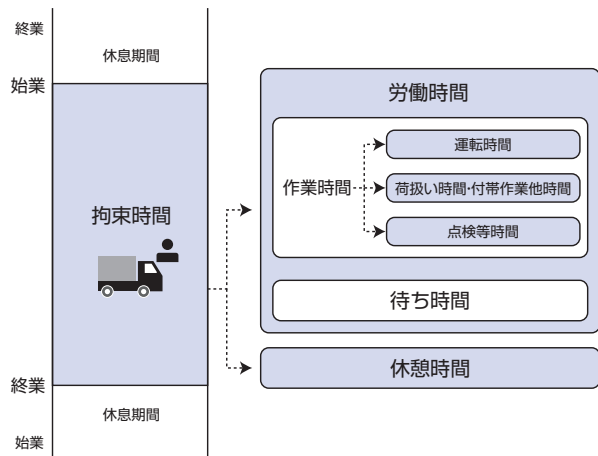 終業
休息期間
始業
拘束時間
終業
休息期間
始業
労働時間
作業時間
運転時間
荷扱い時間・付帯作業他時間
点検等時間
待ち時間
休憩時間